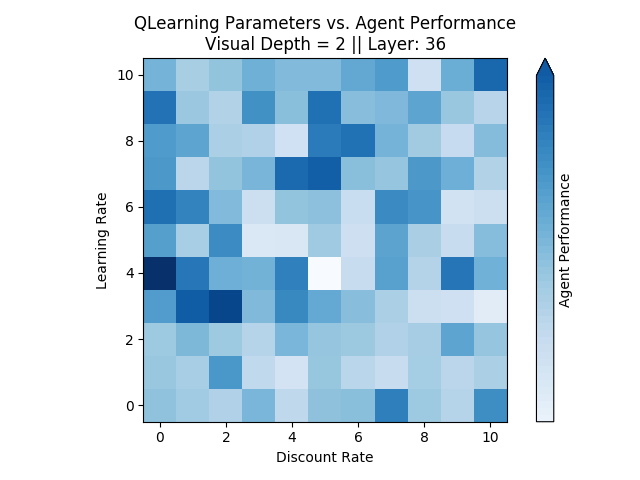 QLearning Parameters vs. Agent Performance
Visual Depth = 2 || Layer: 36
10
8
6
4
2
0
Learning Rate
0 2 4 6 8 10
Discount Rate
Agent Performance